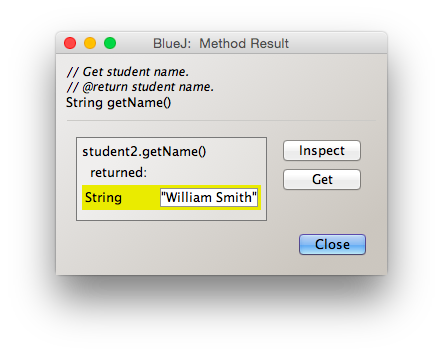 BlueJ: Method Result
// Get student name.
// @return student name.
String getName()
student2.getName()
returned:
String "William Smith"
Inspect
Get
Close